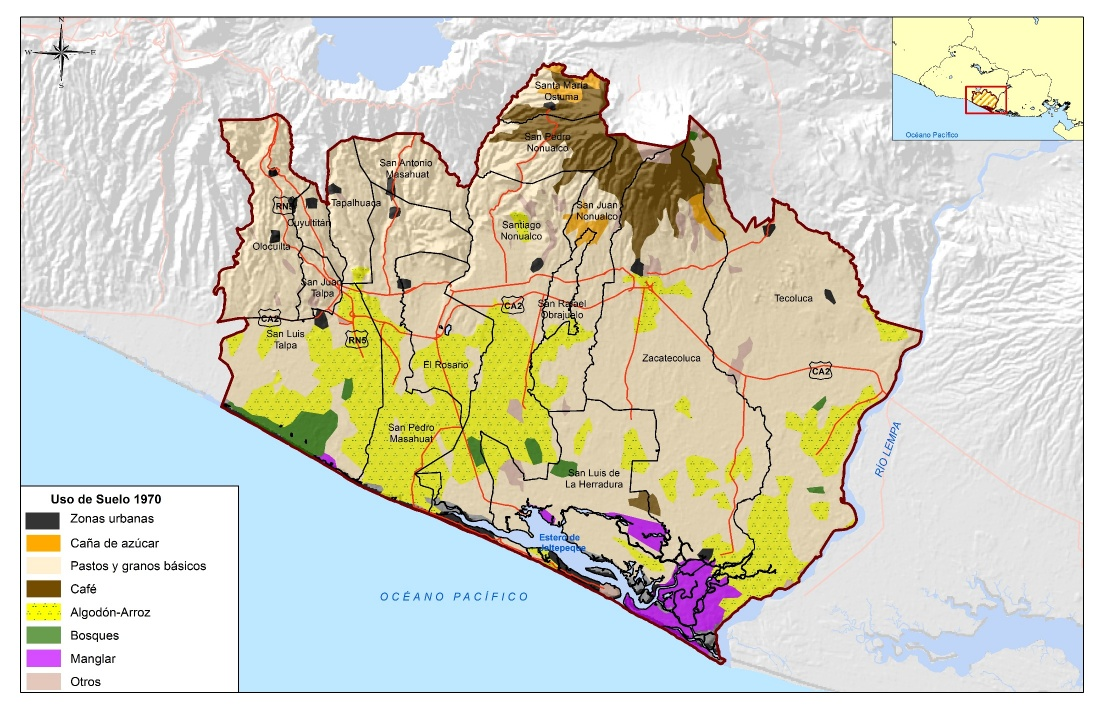 N
W
E
S
Océano Pacífico
Santa María
Ostuma
San Pedro
Nonualco
San Antonio
Masahuat
RN5
Tapalhuaca
Cuyultitán
Olocuilta
San Juan
Nonualco
Santiago
Nonualco
San Juan
Talpa
Tecoluca
CA2
San Rafael
Obrajuelo
CA2
San Luis
Talpa
RN5
Zacatecoluca
El Rosario
CA2
San Pedro
Masahuat
RÍO LEMPA
San Luis de
La Herradura
Estero de
Jaltepeque
OCÉANO PACÍFICO
Uso de Suelo 1970
Zonas urbanas
Caña de azúcar
Pastos y granos básicos
Café
Algodón-Arroz
Bosques
Manglar
Otros